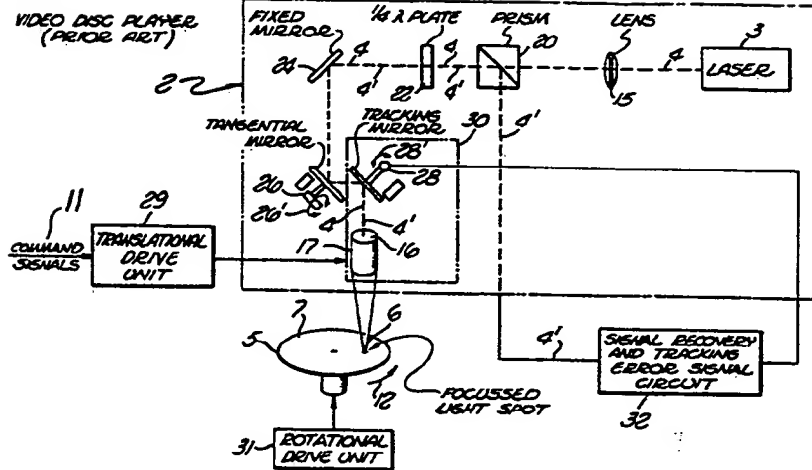 VIDEO DISC PLAYER
(PRIOR ART)
FIXED
MIRROR
1/4 λ PLATE
PRISM
LENS
3
LASER
4
4
4
20
24
4'
4'
22
15
2
TANGENTIAL
MIRROR
TRACKING
MIRROR
30
28'
28
4'
26
26'
4
4'
11
29
COMMAND
SIGNALS
TRANSLATIONAL
DRIVE
UNIT
17
16
7
6
5
12
FOCUSSED
LIGHT SPOT
4'
SIGNAL RECOVERY
AND TRACKING
ERROR SIGNAL
CIRCUIT
32
31
ROTATIONAL
DRIVE UNIT